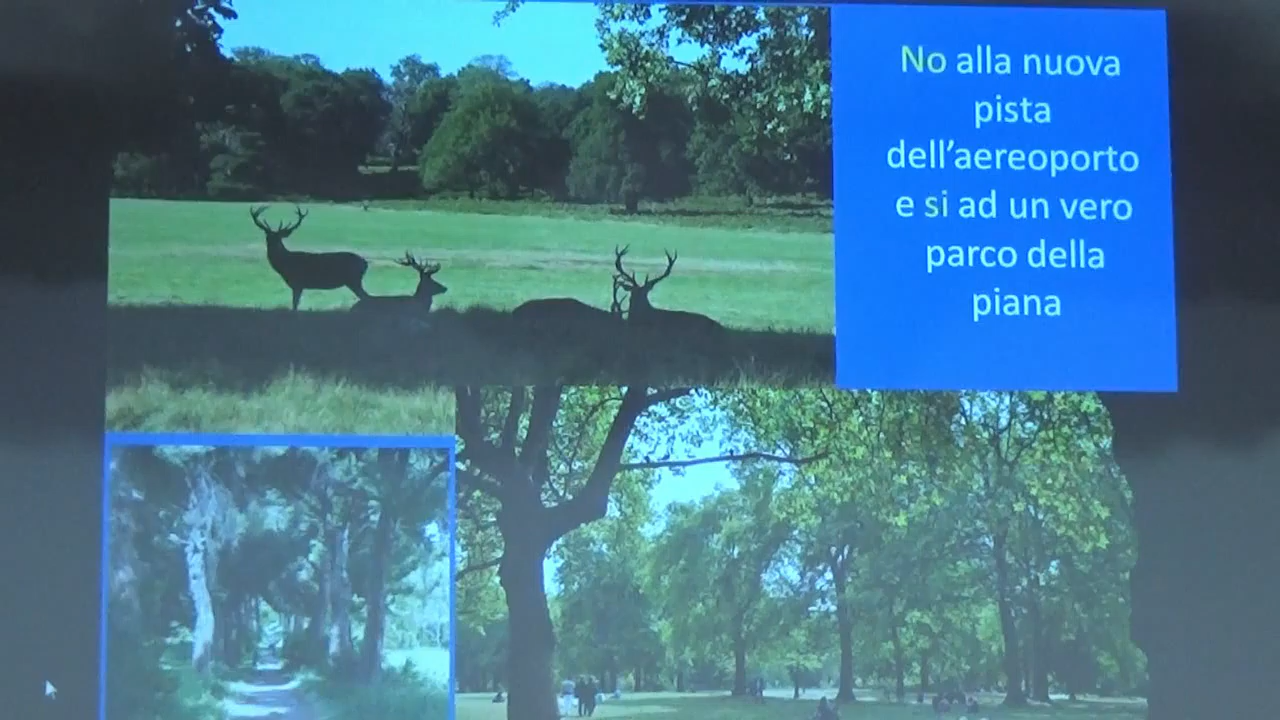 No alla nuova
pista
dell'aereoporto
e si ad un vero
parco della
piana